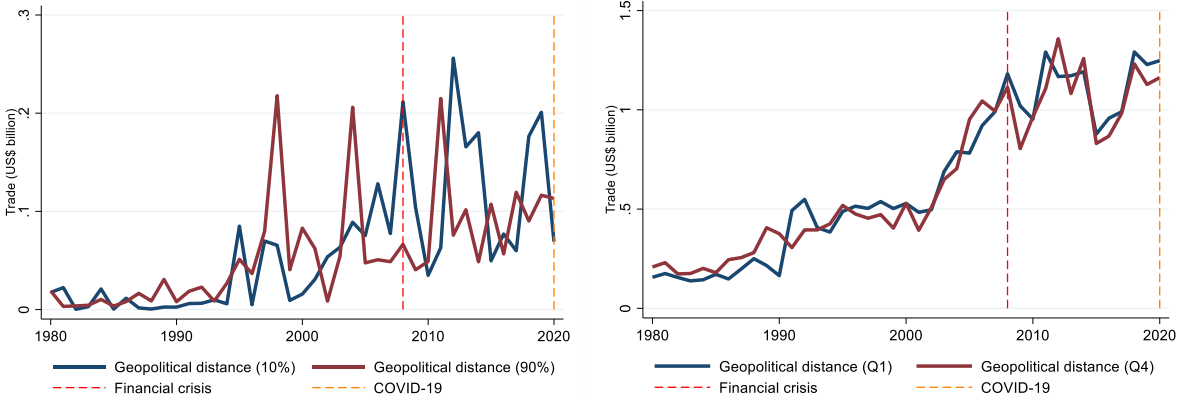 .3
.2
.1
0
Trade (US$ billion)
1980 1990 2000 2010 2020
Geopolitical distance (10%) Geopolitical distance (90%)
Financial crisis COVID-19
1.5
1
.5
0
Trade (US$ billion)
1980 1990 2000 2010 2020
Geopolitical distance (Q1) Geopolitical distance (Q4)
Financial crisis COVID-19